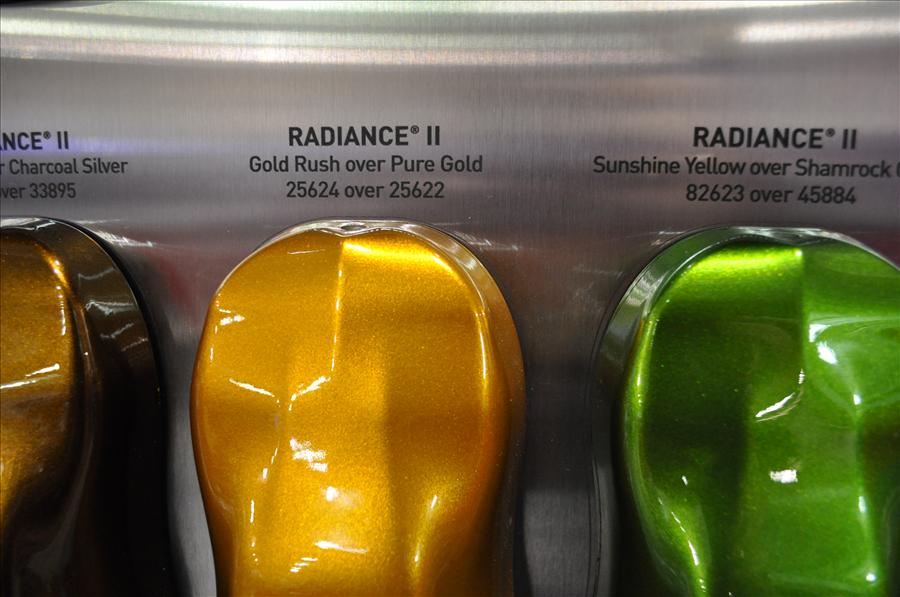 ANCE® II
r Charcoal Silver
ver 33895
RADIANCE® II
Gold Rush over Pure Gold
25624 over 25622
RADIANCE® II
Sunshine Yellow over Shamrock
82623 over 45884